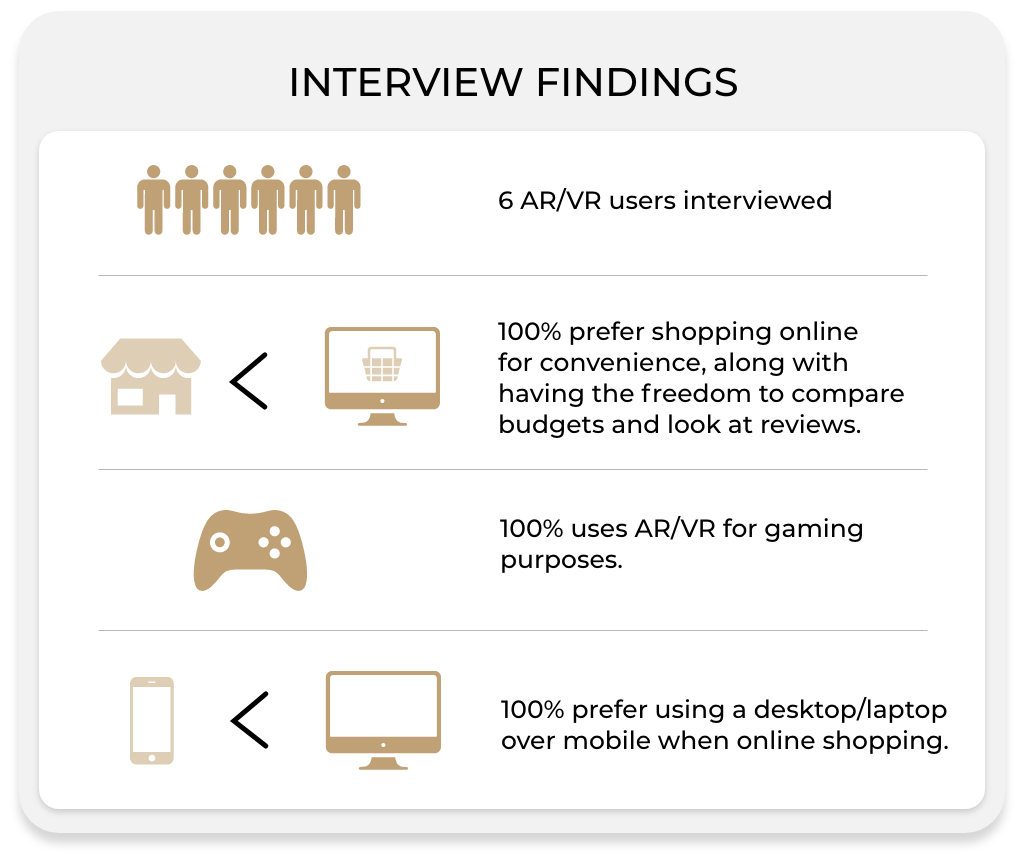 INTERVIEW FINDINGS
6 AR/VR users interviewed
100% prefer shopping online
for convenience, along with
having the freedom to compare
budgets and look at reviews.
100% uses AR/VR for gaming
purposes.
100% prefer using a desktop/laptop
over mobile when online shopping.